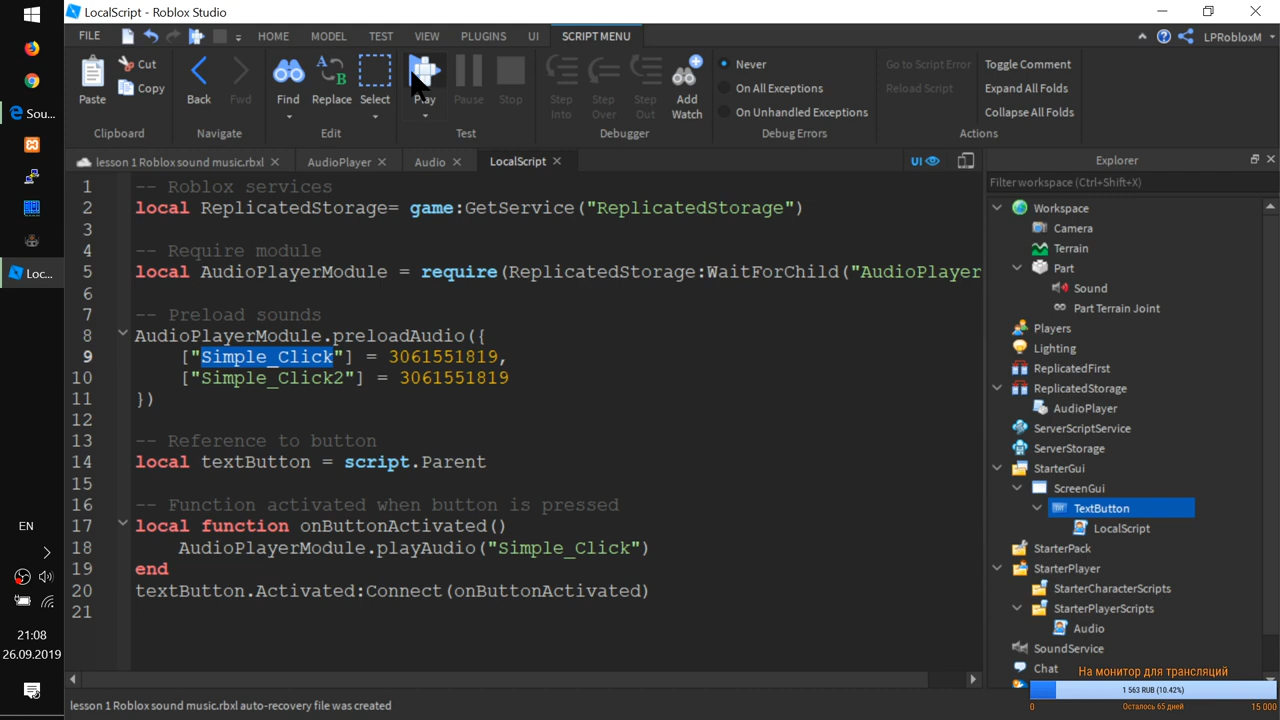 LocalScript - Roblox Studio
FILE HOME MODEL TEST VIEW PLUGINS UI SCRIPT MENU LPRobloxM
Paste Cut Copy Back Fwd Find Replace Select Play Pause Stop Step Into Step Over Step Out Add Watch
Never
On All Exceptions
On Unhandled Exceptions
Go to Script Error
Reload Script
Toggle Comment
Expand All Folds
Collapse All Folds
Clipboard Navigate Edit Test Debugger Debug Errors Actions
lesson 1 Roblox sound music.rbxl AudioPlayer Audio LocalScript UI
1 -- Roblox services
2 local ReplicatedStorage= game:GetService("ReplicatedStorage")
3
4 -- Require module
5 local AudioPlayerModule = require(ReplicatedStorage:WaitForChild("AudioPlayer
6
7 -- Preload sounds
8 AudioPlayerModule.preloadAudio({
9 ["Simple_Click"] = 3061551819,
10 ["Simple_Click2"] = 3061551819
11 })
12
13 -- Reference to button
14 local textButton = script.Parent
15
16 -- Function activated when button is pressed
17 local function onButtonActivated()
18 AudioPlayerModule.playAudio("Simple_Click")
19 end
20 textButton.Activated:Connect(onButtonActivated)
21
Explorer
Filter workspace (Ctrl+Shift+X)
Workspace
Camera
Terrain
Part
Sound
Part Terrain Joint
Players
Lighting
ReplicatedFirst
ReplicatedStorage
AudioPlayer
ServerScriptService
ServerStorage
StarterGui
ScreenGui
TextButton
LocalScript
StarterPack
StarterPlayer
StarterCharacterScripts
StarterPlayerScripts
Audio
SoundService
Chat
На монитор для трансляций
1 563 RUB (10.42%)
0 Осталось 65 дней 15 000
lesson 1 Roblox sound music.rbxl auto-recovery file was created
Sou...
Loc...
EN
21:08
26.09.2019